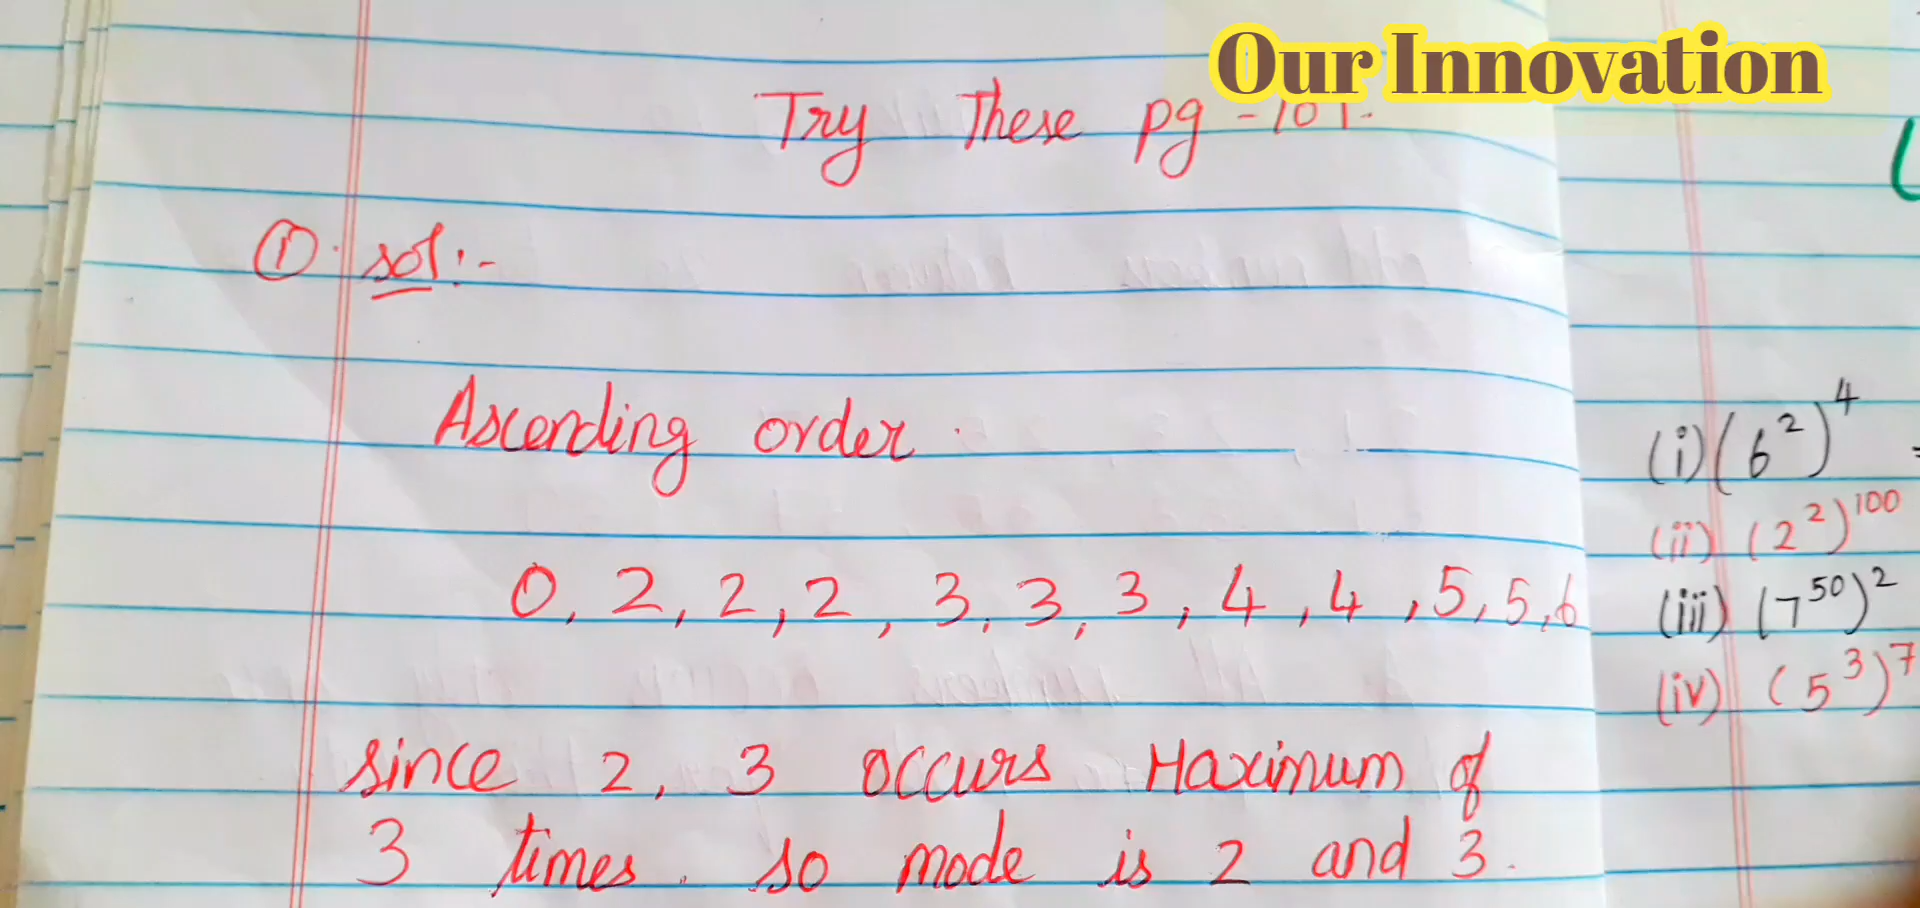 Our Innovation
Try These pg - 101.
① sol:-
Ascending order.
0, 2, 2, 2, 3, 3, 3, 4, 4, 5, 5, 6
since 2, 3 occurs Maximum of
3 times. so mode is 2 and 3.
(i) (6²)⁴
(ii) (2²)¹⁰⁰
(iii) (7⁵⁰)²
(iv) (5³)⁷